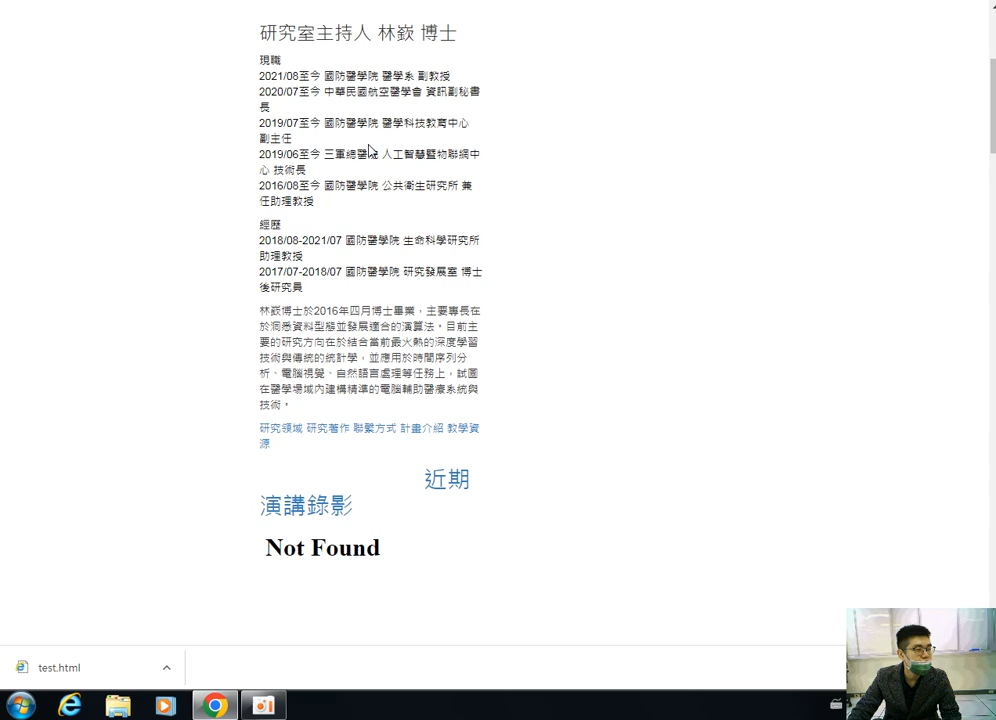 研究室主持人 林嶔 博士
現職
2021/08至今 國防醫學院 醫學系 副教授
2020/07至今 中華民國航空醫學會 資訊副秘書
長
2019/07至今 國防醫學院 醫學科技教育中心
副主任
2019/06至今 三軍總醫院 人工智慧暨物聯網中
心 技術長
2016/08至今 國防醫學院 公共衛生研究所 兼
任助理教授
經歷
2018/08-2021/07 國防醫學院 生命科學研究所
助理教授
2017/07-2018/07 國防醫學院 研究發展室 博士
後研究員
林嶔博士於2016年四月博士畢業，主要專長在
於洞悉資料型態並發展適合的演算法。目前主
要的研究方向在於結合當前最火熱的深度學習
技術與傳統的統計學，並應用於時間序列分
析、電腦視覺、自然語言處理等任務上，試圖
在醫學場域內建構精準的電腦輔助醫療系統與
技術。
研究領域 研究著作 聯繫方式 計畫介紹 教學資
源
近期
演講錄影
Not Found
test.html